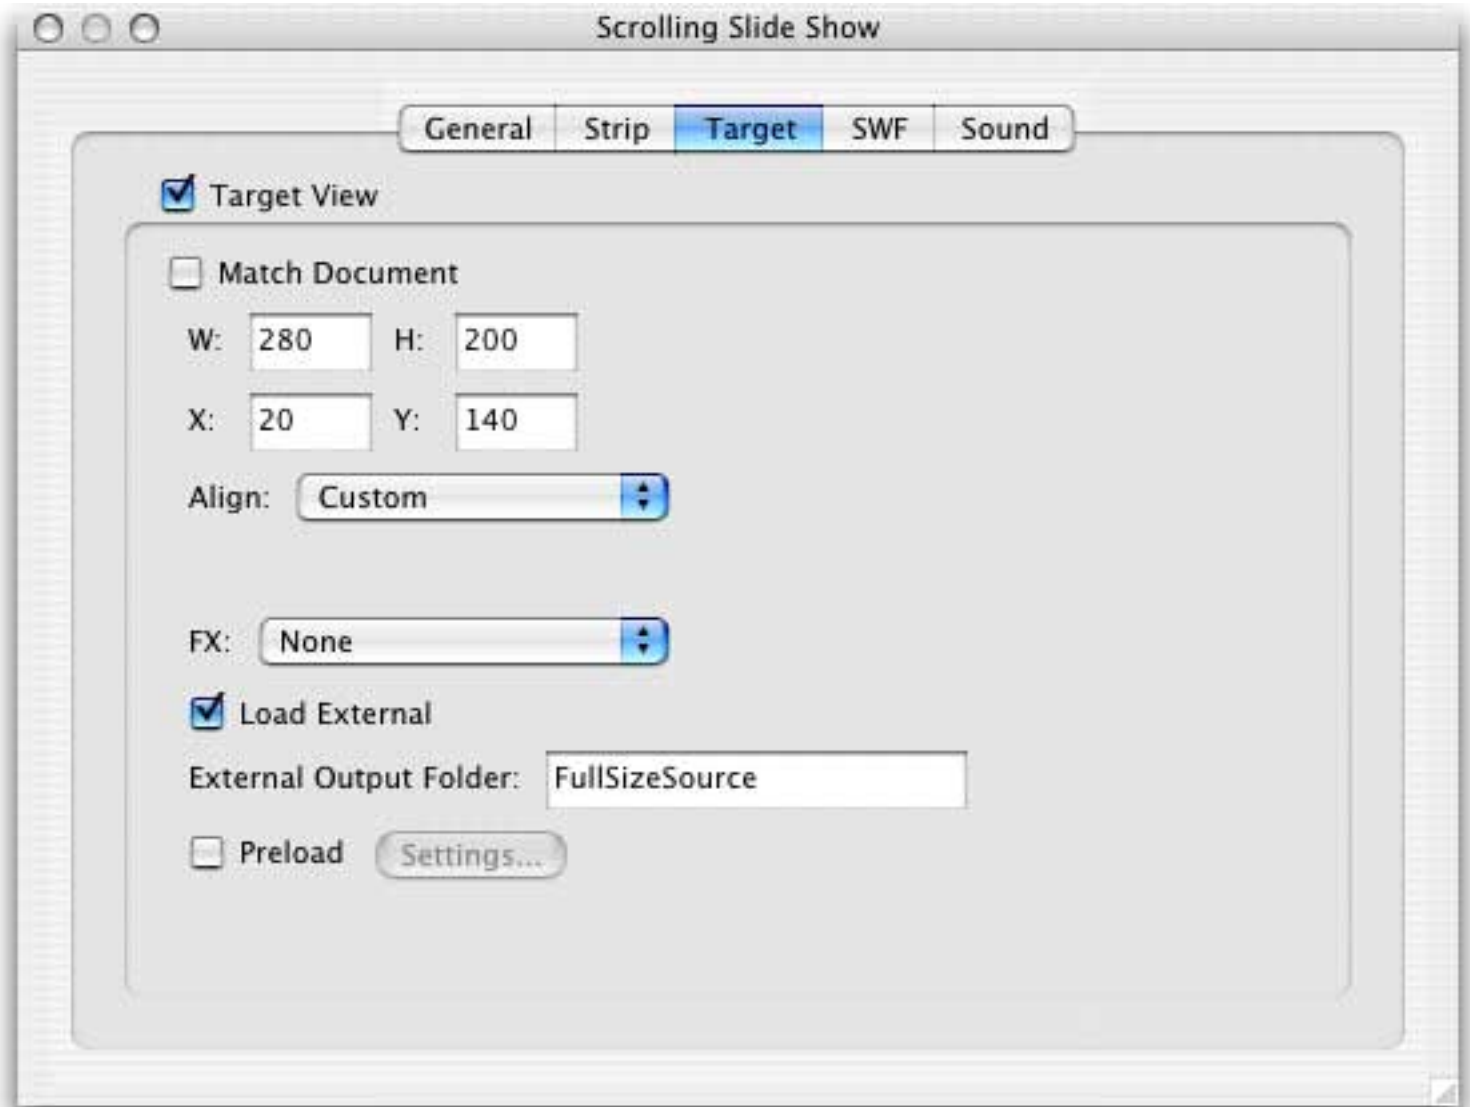 Scrolling Slide Show
General Strip Target SWF Sound
Target View
Match Document
W: 280 H: 200
X: 20 Y: 140
Align: Custom
FX: None
Load External
External Output Folder: FullSizeSource
Preload Settings...